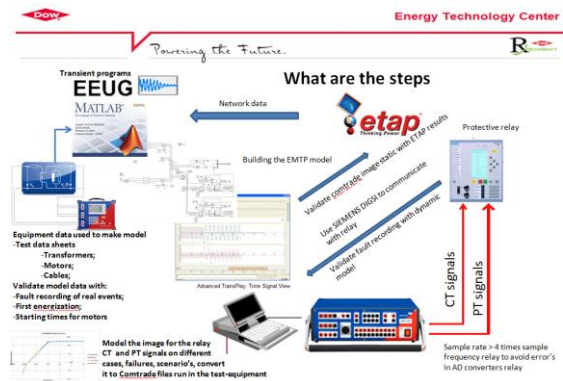 Dow
Energy Technology Center
Powering the Future.
What are the steps
Transient programs
EEUG
MATLAB
Network data
etap
Thinking Power
Protective relay
Building the EMTP model
Validate comtrade image static with ETAP results
Use SIEMENS DIGSI to communicate
with relay
Validate fault recording with dynamic
model
Equipment data used to make model
-Test data sheets
-Transformers;
-Motors;
-Cables;
Validate model data with:
-Fault recording of real events;
-First energization;
-Starting times for motors
Advanced TransPlay: Time Signal View
CT signals
PT signals
Model the image for the relay
CT and PT signals on different
cases, failures, scenario's, convert
it to Comtrade files run in the test-equipment
Sample rate > 4 times sample
frequency relay to avoid error's
in AD converters relay